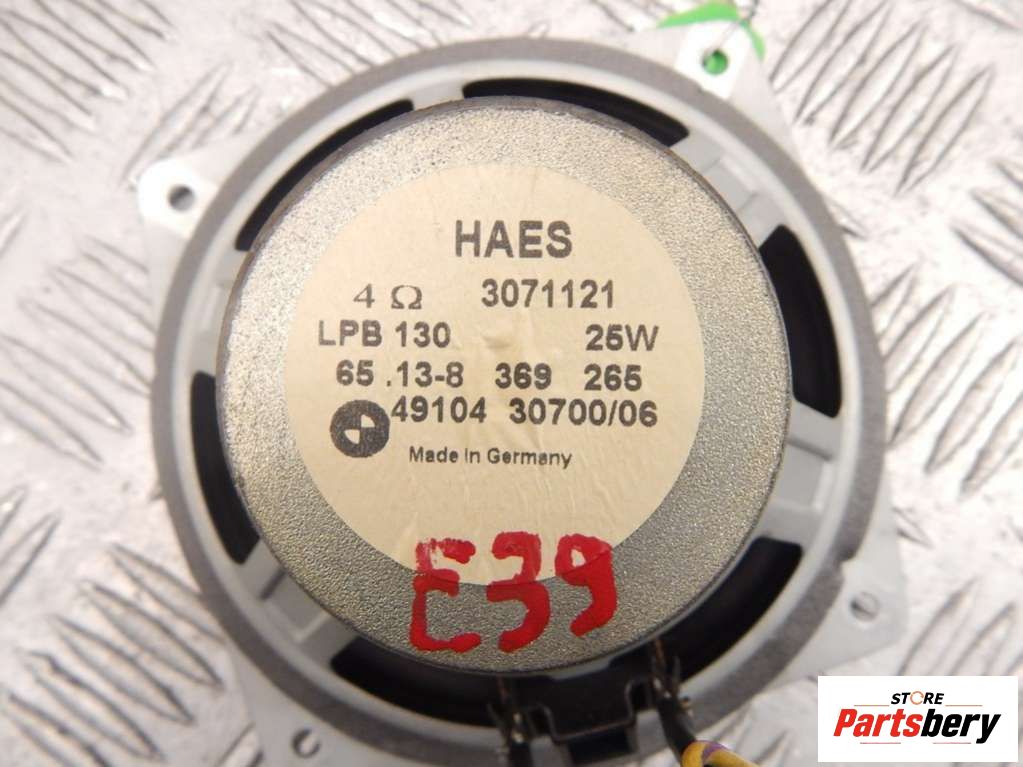 HAES
4 Ω 3071121
LPB 130 25W
65 .13-8 369 265
49104 30700/06
Made in Germany
E39
STORE
Partsbery